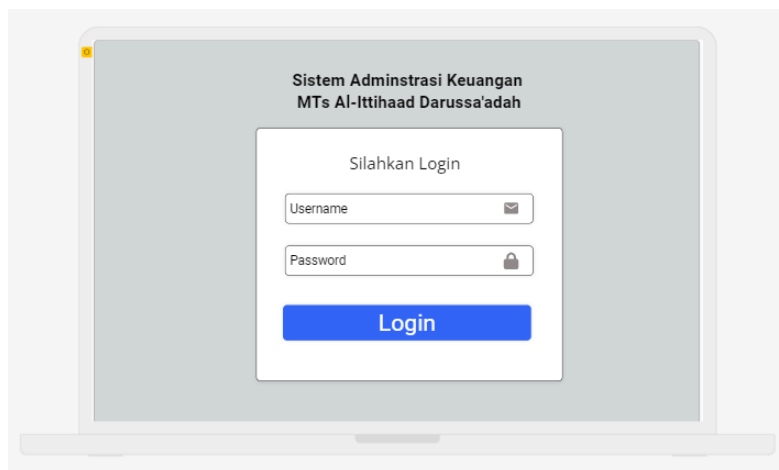 Sistem Adminstrasi Keuangan
MTs Al-Ittihaad Darussa'adah
Silahkan Login
Username
Password
Login